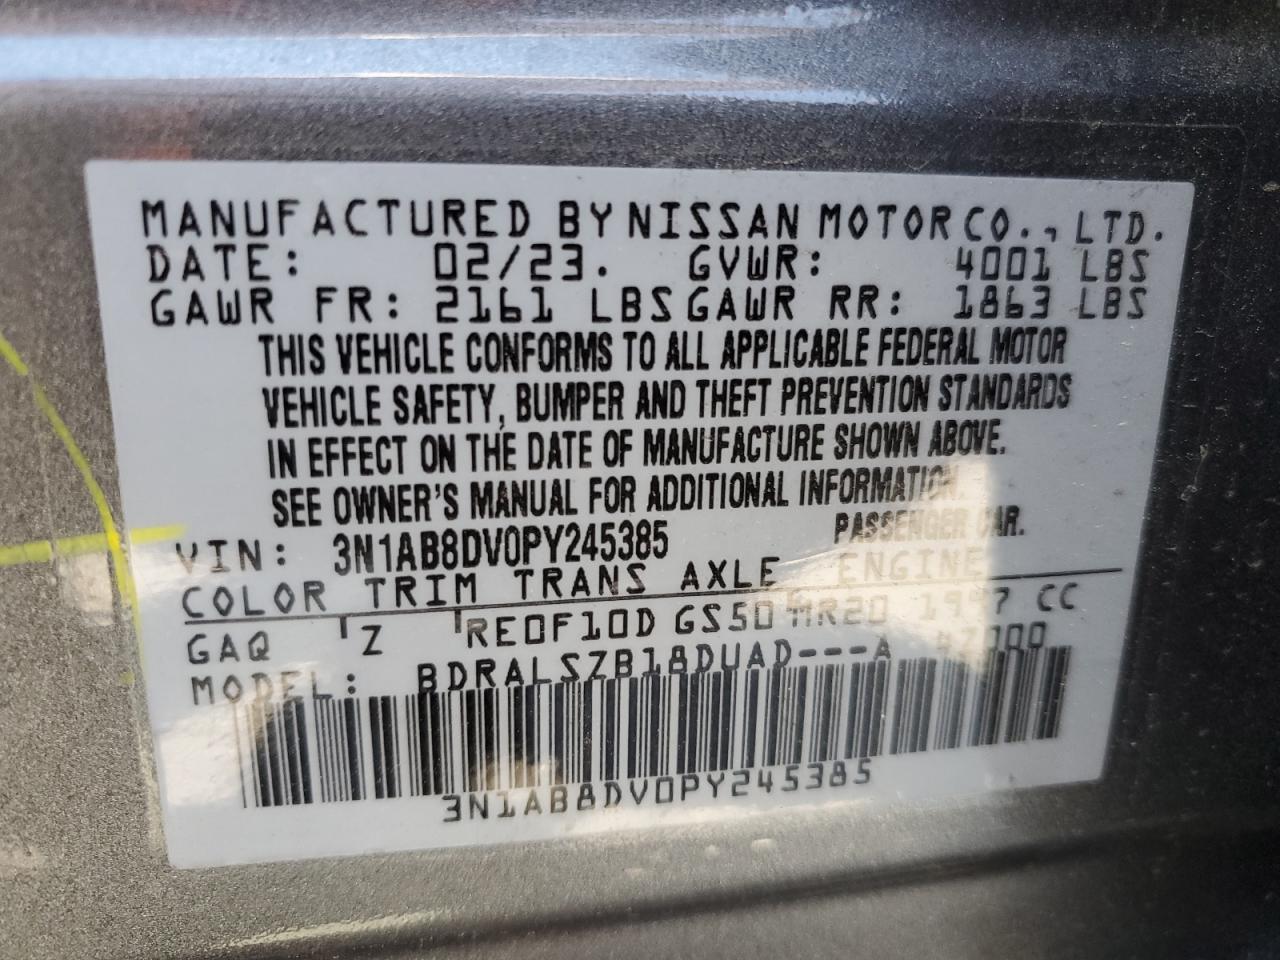 MANUFACTURED BY NISSAN MOTOR CO., LTD.
DATE: 02/23. GVWR: 4001 LBS
GAWR FR: 2161 LBS GAWR RR: 1863 LBS
THIS VEHICLE CONFORMS TO ALL APPLICABLE FEDERAL MOTOR
VEHICLE SAFETY, BUMPER AND THEFT PREVENTION STANDARDS
IN EFFECT ON THE DATE OF MANUFACTURE SHOWN ABOVE.
SEE OWNER'S MANUAL FOR ADDITIONAL INFORMATION.
VIN: 3N1AB8DV0PY245385 PASSENGER CAR.
COLOR TRIM TRANS AXLE ENGINE
GAQ Z RE0F10D GS50 MR20 1997 CC
MODEL: BDRALSZB18DUAD---A
3N1AB8DV0PY245385